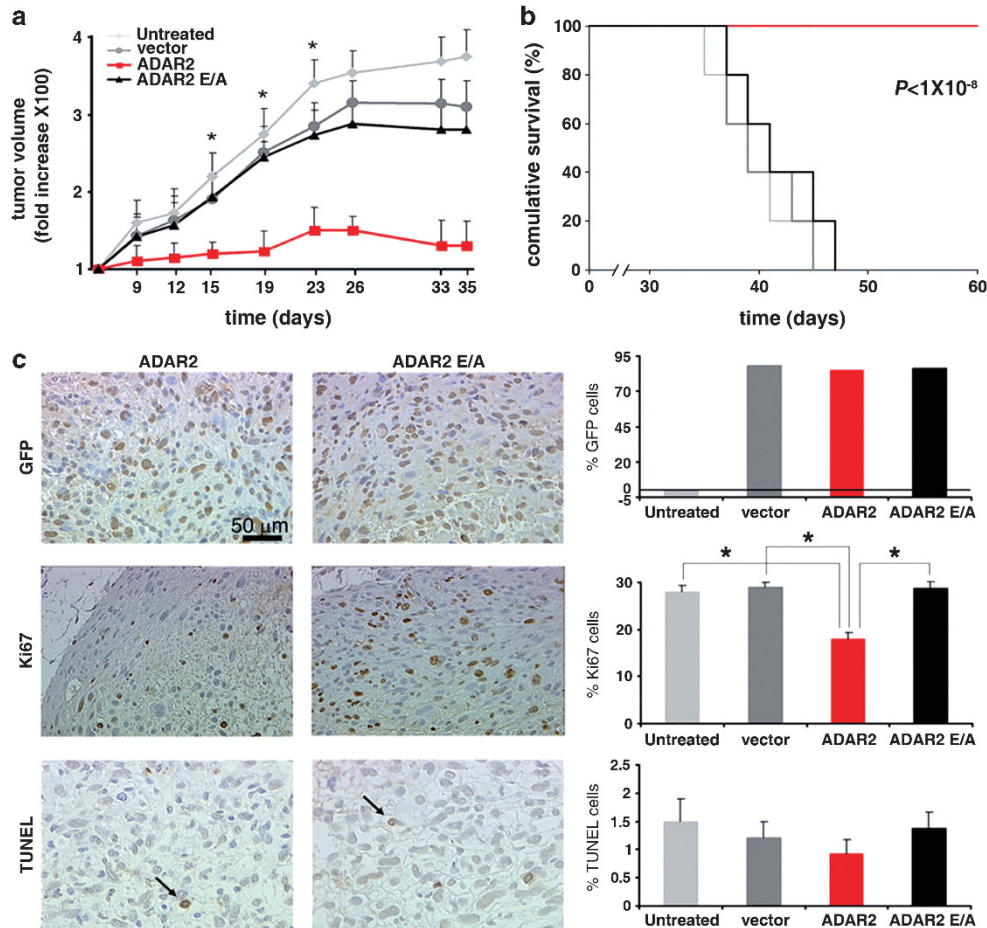 a
Untreated
vector
ADAR2
ADAR2 E/A
tumor volume
(fold increase X100)
4
3
2
1
*
*
*
9 12 15 19 23 26 33 35
time (days)
b
comulative survival (%)
100
80
60
40
20
0
P<1X10⁻⁸
0 30 40 50 60
time (days)
c
ADAR2
ADAR2 E/A
GFP
50 µm
Ki67
TUNEL
% GFP cells
95
70
45
20
0
-5
Untreated vector ADAR2 ADAR2 E/A
% Ki67 cells
30
20
10
0
* * *
Untreated vector ADAR2 ADAR2 E/A
% TUNEL cells
2.5
2
1.5
1
0.5
0
Untreated vector ADAR2 ADAR2 E/A